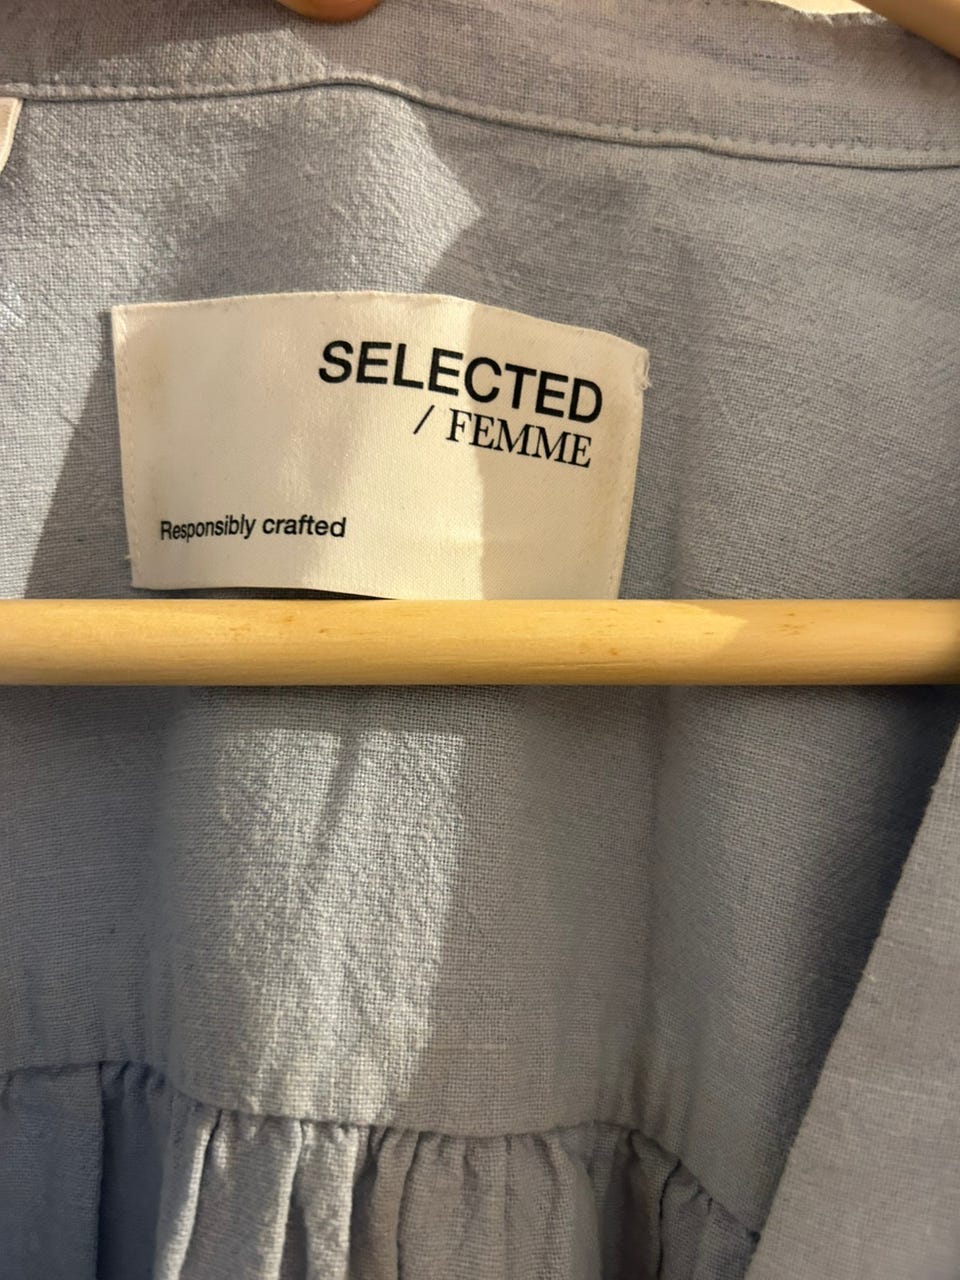 SELECTED
/ FEMME
Responsibly crafted